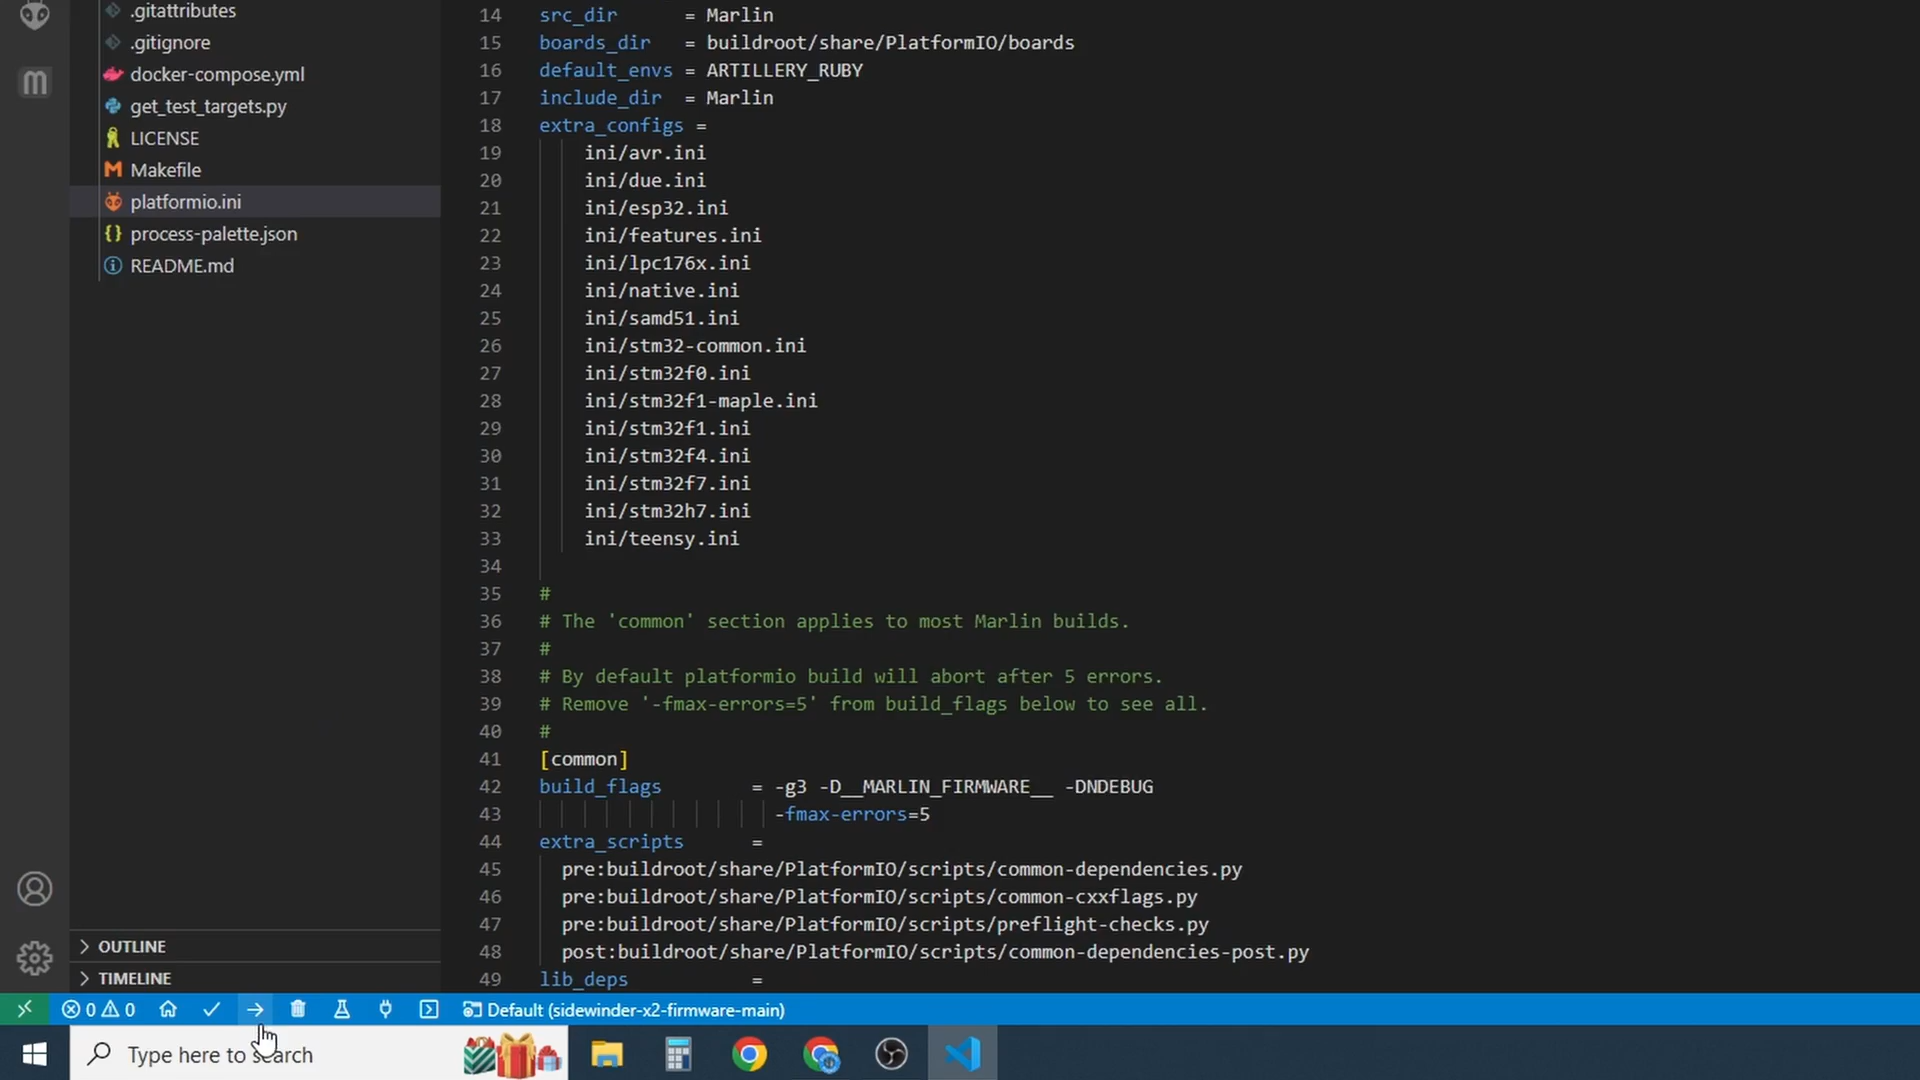 .gitattributes
.gitignore
docker-compose.yml
get_test_targets.py
LICENSE
Makefile
platformio.ini
process-palette.json
README.md
OUTLINE
TIMELINE
14 src_dir = Marlin
15 boards_dir = buildroot/share/PlatformIO/boards
16 default_envs = ARTILLERY_RUBY
17 include_dir = Marlin
18 extra_configs =
19 ini/avr.ini
20 ini/due.ini
21 ini/esp32.ini
22 ini/features.ini
23 ini/lpc176x.ini
24 ini/native.ini
25 ini/samd51.ini
26 ini/stm32-common.ini
27 ini/stm32f0.ini
28 ini/stm32f1-maple.ini
29 ini/stm32f1.ini
30 ini/stm32f4.ini
31 ini/stm32f7.ini
32 ini/stm32h7.ini
33 ini/teensy.ini
34
35 #
36 # The 'common' section applies to most Marlin builds.
37 #
38 # By default platformio build will abort after 5 errors.
39 # Remove '-fmax-errors=5' from build_flags below to see all.
40 #
41 [common]
42 build_flags = -g3 -D__MARLIN_FIRMWARE__ -DNDEBUG
43 -fmax-errors=5
44 extra_scripts =
45 pre:buildroot/share/PlatformIO/scripts/common-dependencies.py
46 pre:buildroot/share/PlatformIO/scripts/common-cxxflags.py
47 pre:buildroot/share/PlatformIO/scripts/preflight-checks.py
48 post:buildroot/share/PlatformIO/scripts/common-dependencies-post.py
49 lib_deps =
0 0 Default (sidewinder-x2-firmware-main)
Type here to search